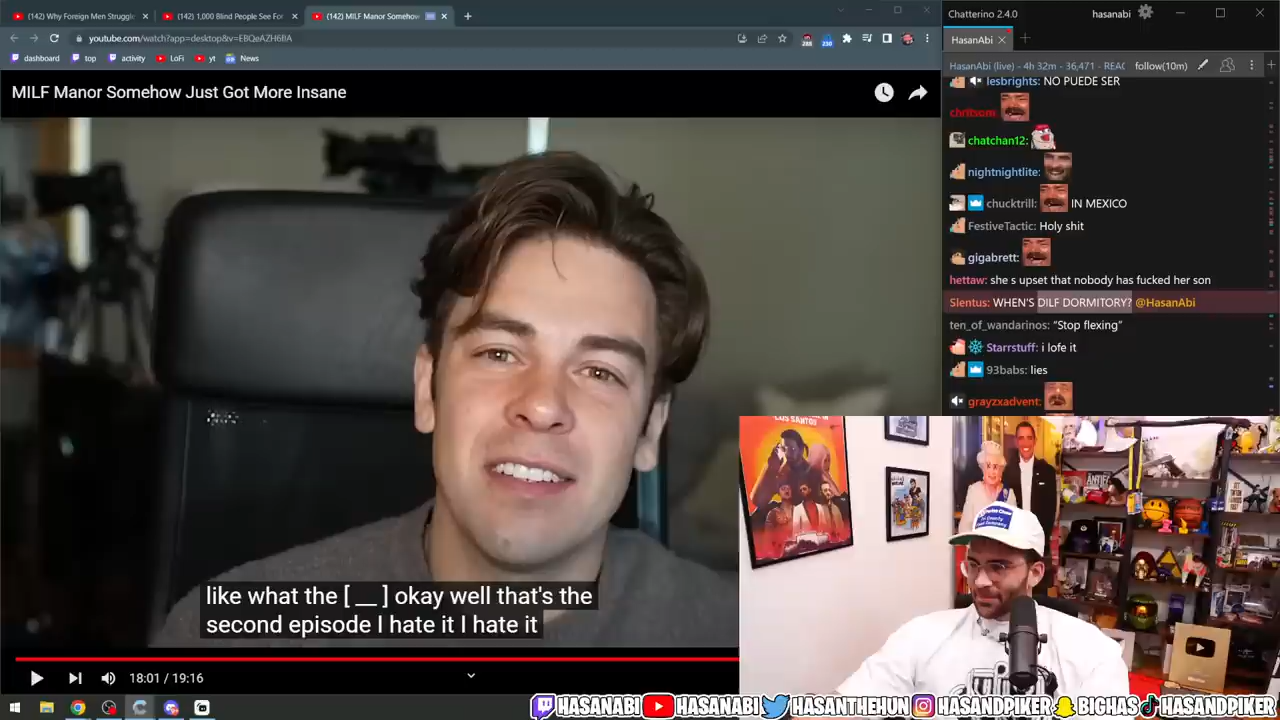 (142) Why Foreign Men Struggle
(142) 1,000 Blind People See For
(142) MILF Manor Somehow
youtube.com/watch?app=desktop&v=EBQeAZH6fIA
288
230
dashboard
top
activity
LoFi
yt
News
MILF Manor Somehow Just Got More Insane
like what the [ __ ] okay well that's the
second episode I hate it I hate it
18:01 / 19:16
Chatterino 2.4.0
hasanabi
HasanAbi
HasanAbi (live) - 4h 32m - 36,471 - REAC
follow(10m)
lesbrights: NO PUEDE SER
chritsom
chatchan12:
nightnightlite:
chucktrill: IN MEXICO
FestiveTactic: Holy shit
gigabrett:
hettaw: she s upset that nobody has fucked her son
Slentus: WHEN'S DILF DORMITORY? @HasanAbi
ten_of_wandarinos: “Stop flexing”
Starrstuff: i lofe it
93babs: lies
grayzxadvent:
LOS SANTOS
HASANABI
HASANABI
HASANTHEHUN
HASANDPIKER
BIGHAS
HASANDPIKER